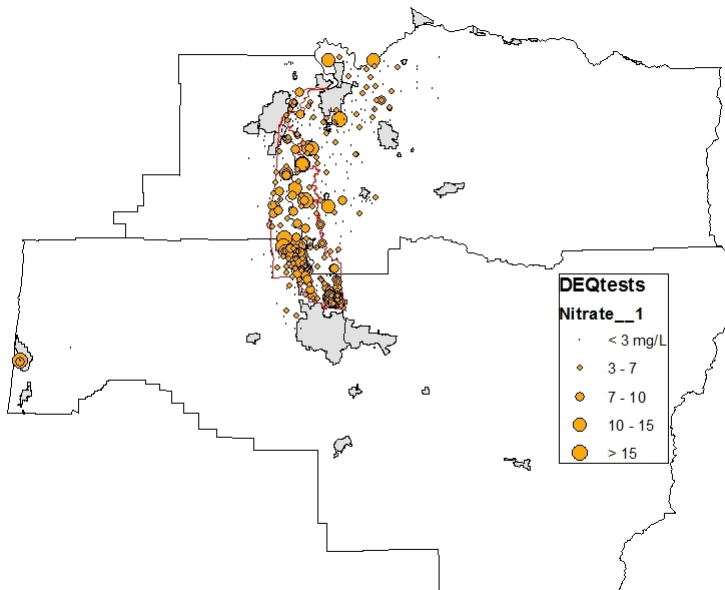 DEQtests
Nitrate__1
< 3 mg/L
3 - 7
7 - 10
10 - 15
> 15